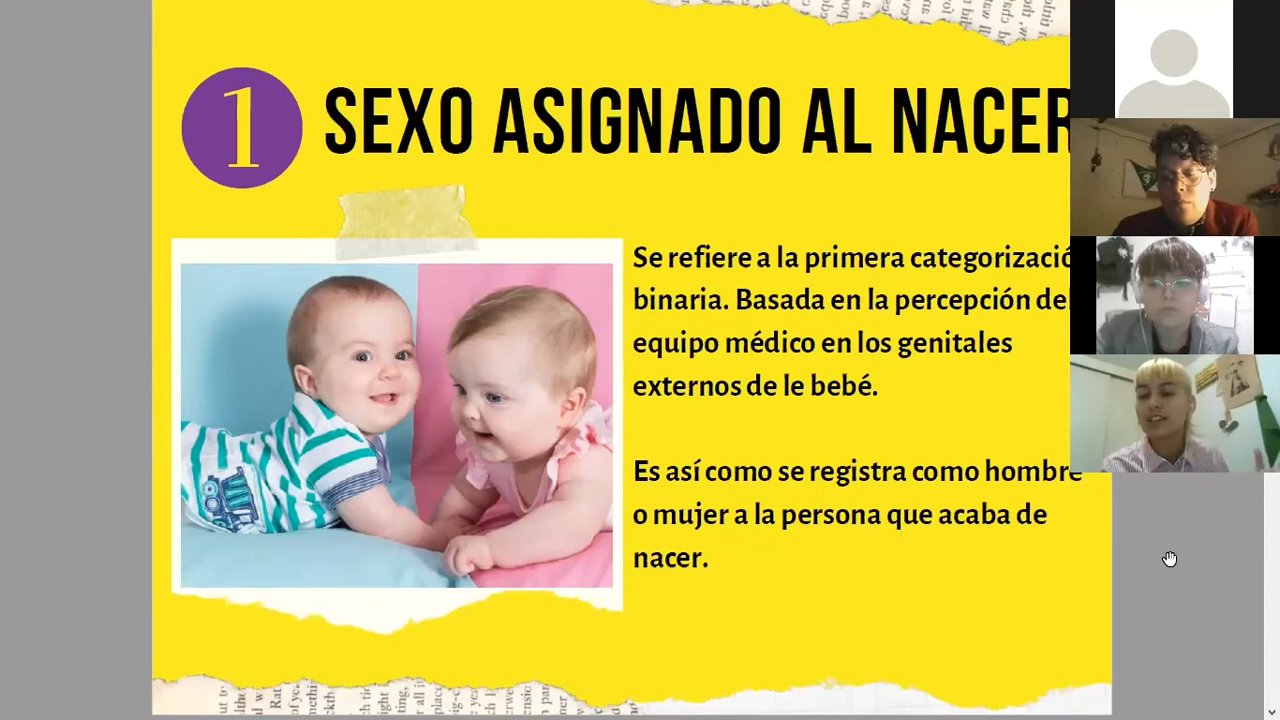 1 SEXO ASIGNADO AL NACER
Se refiere a la primera categorizació
binaria. Basada en la percepción del
equipo médico en los genitales
externos de le bebé.
Es así como se registra como hombre
o mujer a la persona que acaba de
nacer.